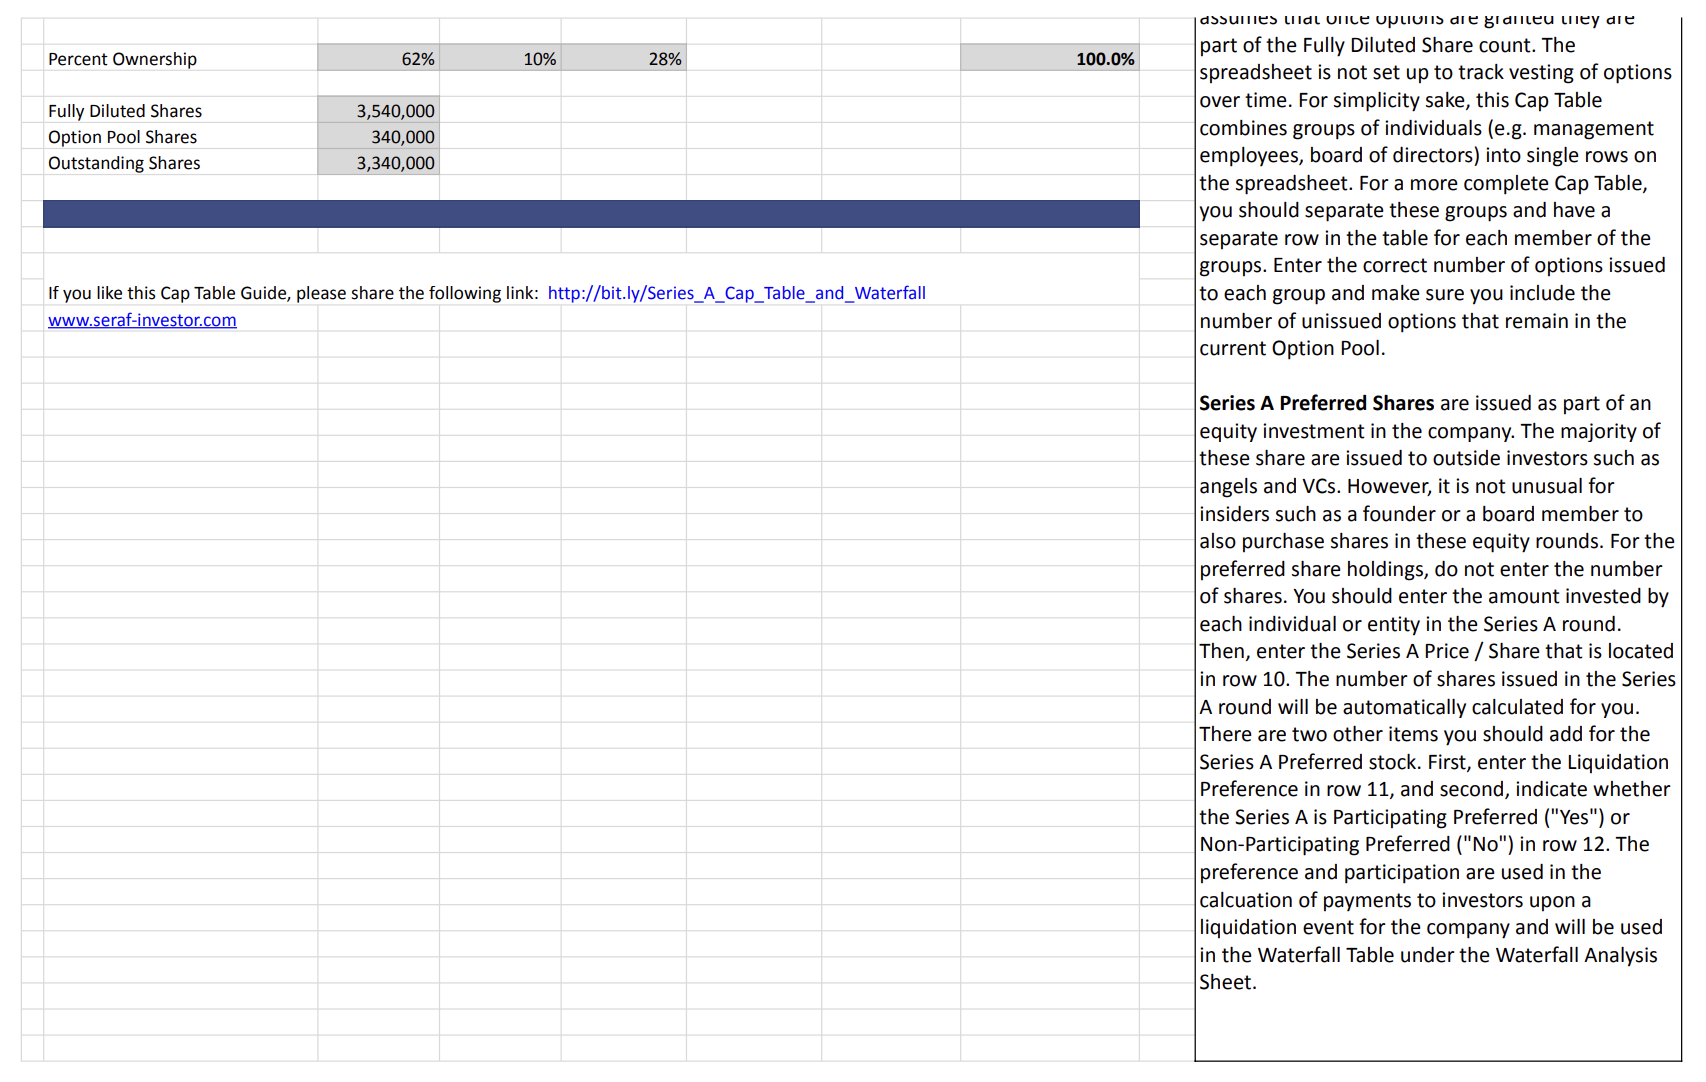 Percent Ownership 62% 10% 28% 100.0%
Fully Diluted Shares 3,540,000
Option Pool Shares 340,000
Outstanding Shares 3,340,000
If you like this Cap Table Guide, please share the following link: http://bit.ly/Series_A_Cap_Table_and_Waterfall
www.seraf-investor.com
assumes that once options are granted they are
part of the Fully Diluted Share count. The
spreadsheet is not set up to track vesting of options
over time. For simplicity sake, this Cap Table
combines groups of individuals (e.g. management
employees, board of directors) into single rows on
the spreadsheet. For a more complete Cap Table,
you should separate these groups and have a
separate row in the table for each member of the
groups. Enter the correct number of options issued
to each group and make sure you include the
number of unissued options that remain in the
current Option Pool.
Series A Preferred Shares are issued as part of an
equity investment in the company. The majority of
these share are issued to outside investors such as
angels and VCs. However, it is not unusual for
insiders such as a founder or a board member to
also purchase shares in these equity rounds. For the
preferred share holdings, do not enter the number
of shares. You should enter the amount invested by
each individual or entity in the Series A round.
Then, enter the Series A Price / Share that is located
in row 10. The number of shares issued in the Series
A round will be automatically calculated for you.
There are two other items you should add for the
Series A Preferred stock. First, enter the Liquidation
Preference in row 11, and second, indicate whether
the Series A is Participating Preferred ("Yes") or
Non-Participating Preferred ("No") in row 12. The
preference and participation are used in the
calcuation of payments to investors upon a
liquidation event for the company and will be used
in the Waterfall Table under the Waterfall Analysis
Sheet.